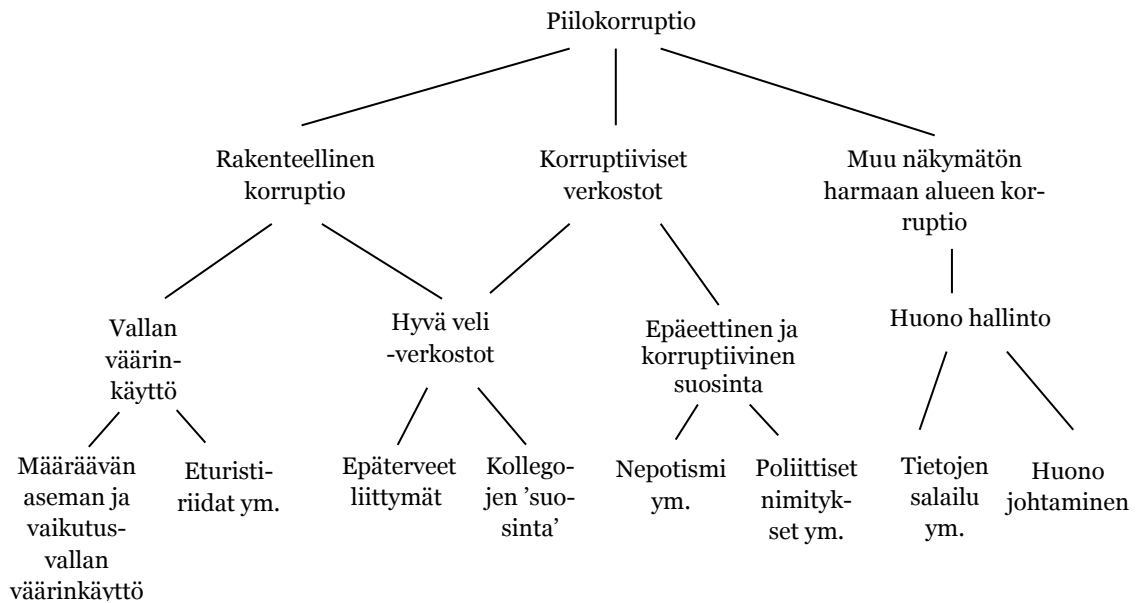 Piilokorruptio
Rakenteellinen
korruptio
Korruptiiviset
verkostot
Muu näkymätön
harmaan alueen kor-
ruptio
Vallan
väärin-
käyttö
Hyvä veli
-verkostot
Epäeettinen ja
korruptiivinen
suosinta
Huono hallinto
Määräävän
aseman ja
vaikutus-
vallan
väärinkäyttö
Eturisti-
riidat ym.
Epäterveet
liittymät
Kollego-
jen ’suo-
sinta’
Nepotismi
ym.
Poliittiset
nimityk-
set ym.
Tietojen
salailu
ym.
Huono
johtaminen